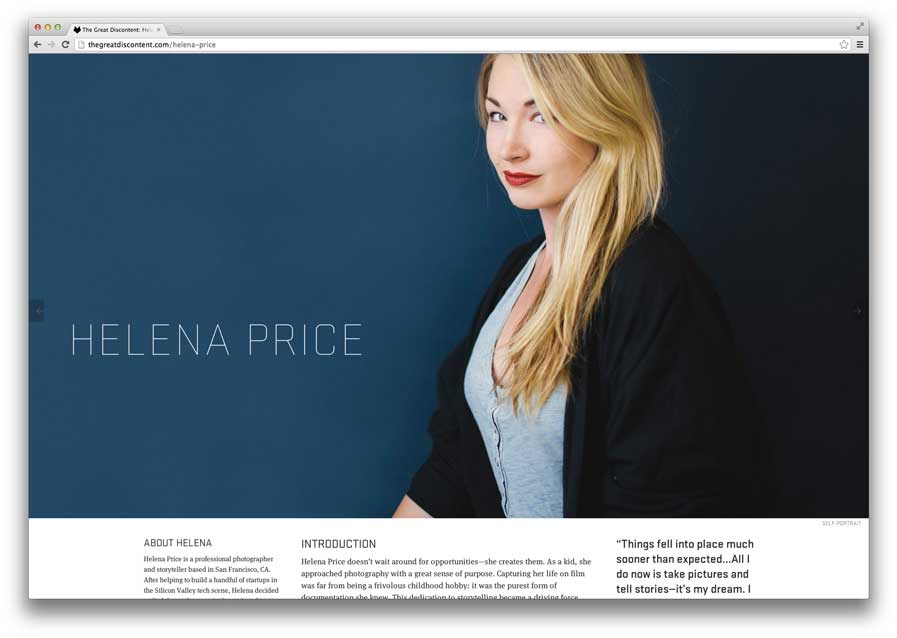 The Great Discontent: Hel
thegreatdiscontent.com/helena-price
HELENA PRICE
SELF-PORTRAIT
ABOUT HELENA
Helena Price is a professional photographer
and storyteller based in San Francisco, CA.
After helping to build a handful of startups in
the Silicon Valley tech scene, Helena decided
INTRODUCTION
Helena Price doesn't wait around for opportunities—she creates them. As a kid, she
approached photography with a great sense of purpose. Capturing her life on film
was far from being a frivolous childhood hobby: it was the purest form of
documentation she knew. This dedication to storytelling became a driving force
“Things fell into place much
sooner than expected…All I
do now is take pictures and
tell stories—it's my dream. I